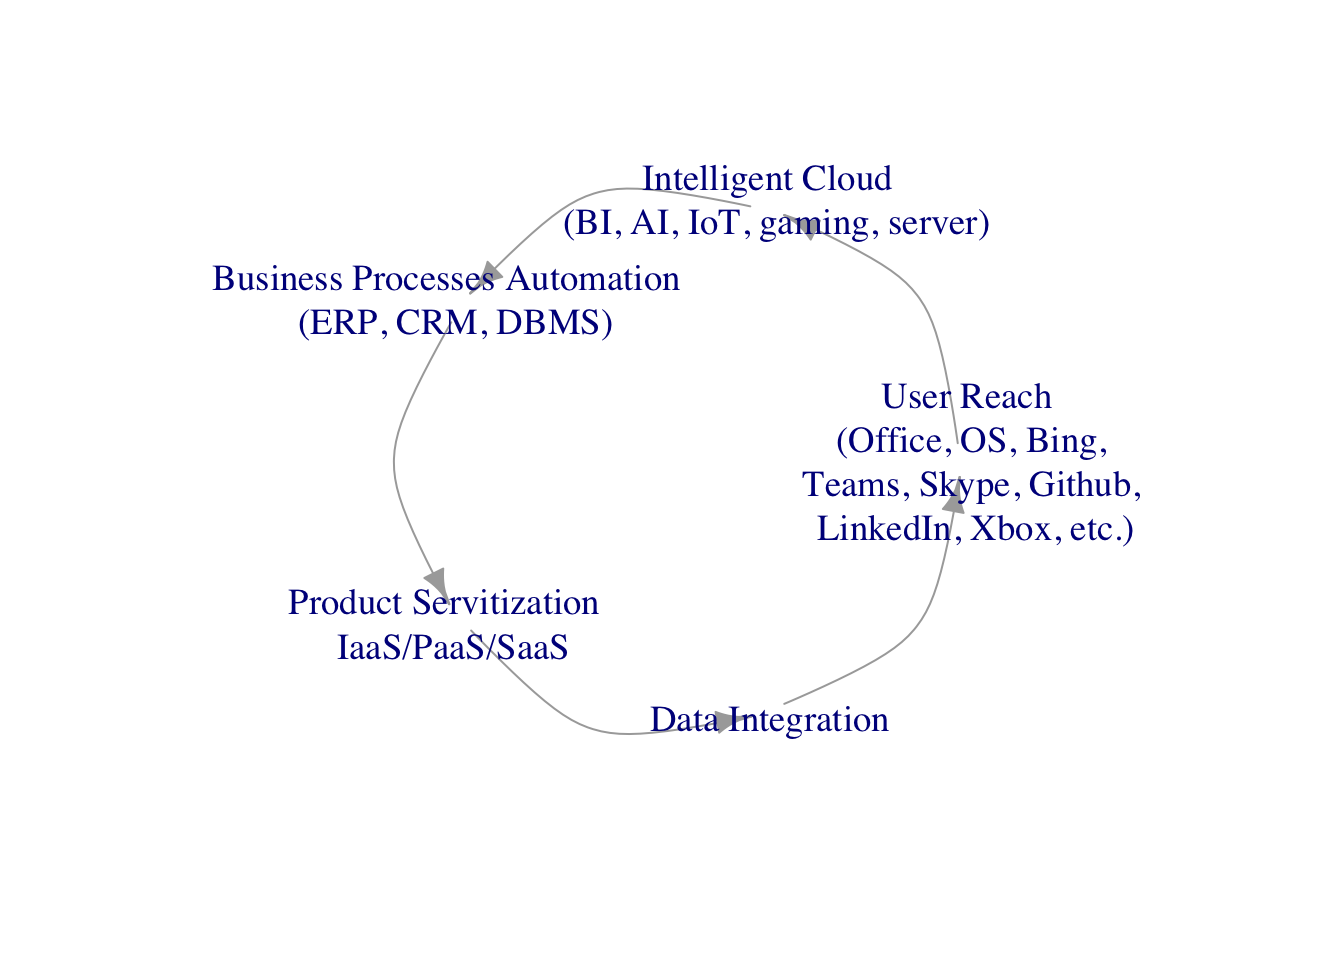 Intelligent Cloud
(BI, AI, IoT, gaming, server)
Business Processes Automation
(ERP, CRM, DBMS)
User Reach
(Office, OS, Bing,
Teams, Skype, Github,
LinkedIn, Xbox, etc.)
Product Servitization
IaaS/PaaS/SaaS
Data Integration